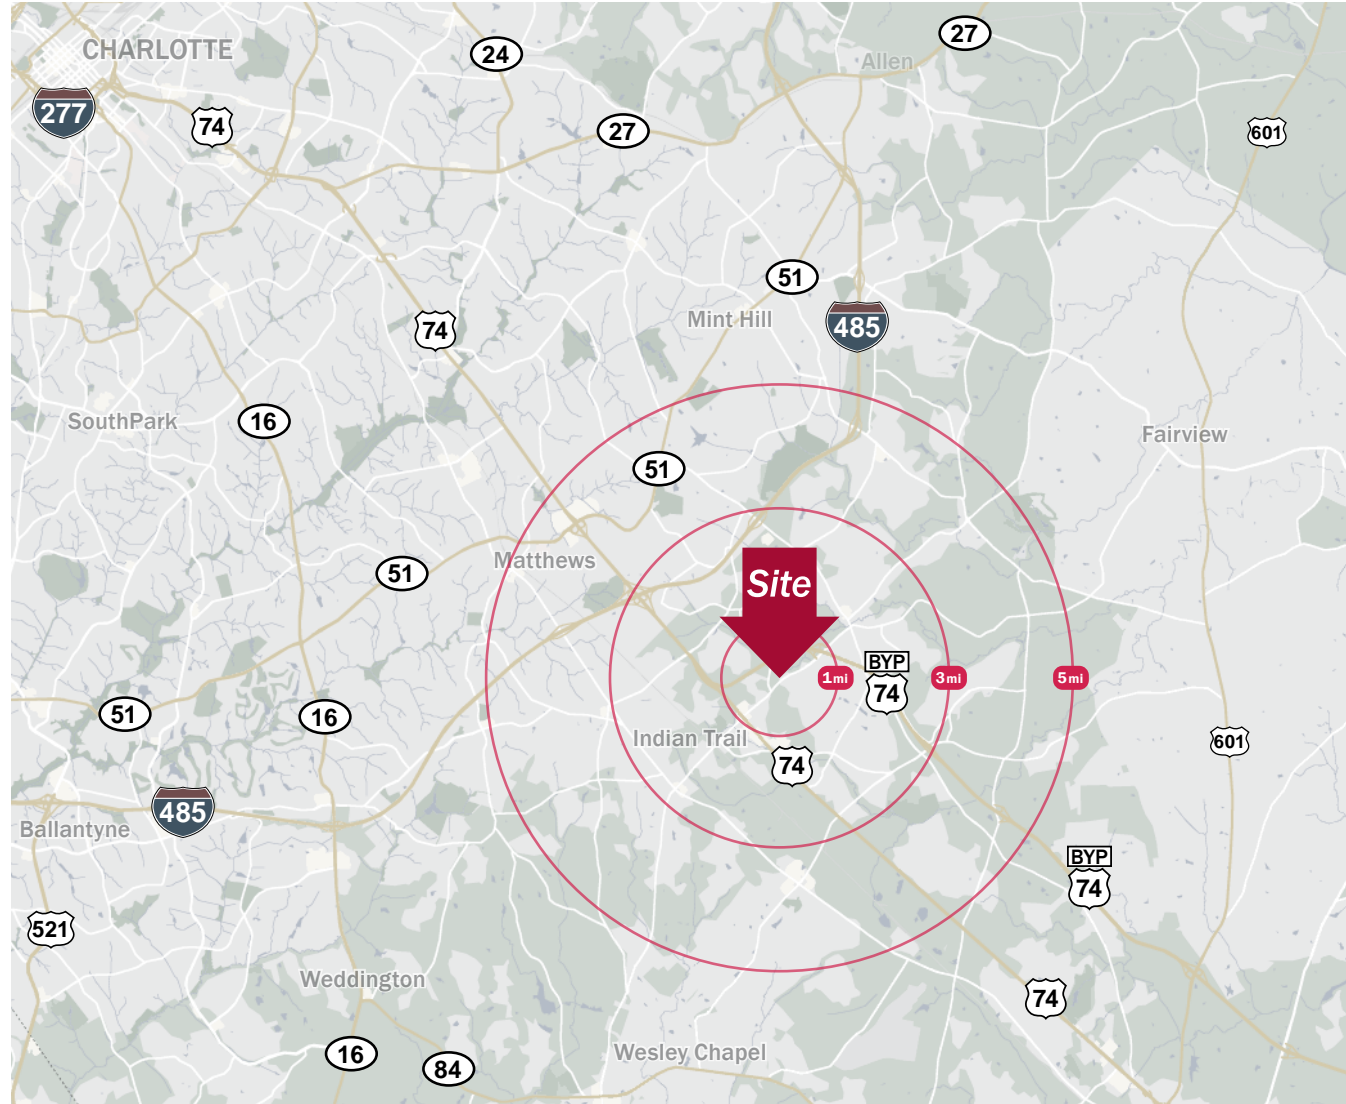 27
24
CHARLOTTE
Allen
277
74
27
601
51
Mint Hill
485
74
SouthPark
16
Fairview
51
Matthews
51
Site
BYP
74
1mi
3mi
5mi
51
16
Indian Trail
601
74
485
Ballantyne
BYP
74
521
Weddington
74
16
Wesley Chapel
84